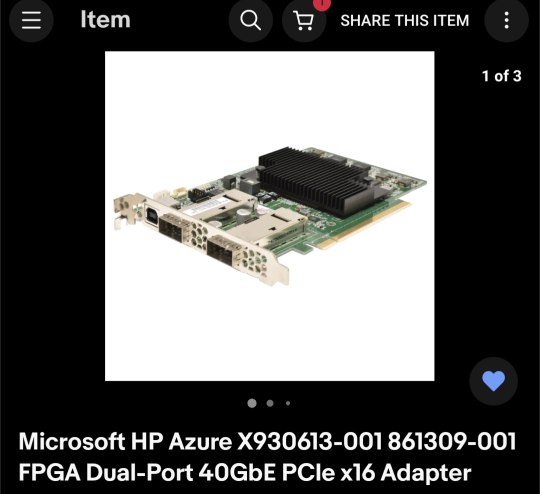 Item
1
SHARE THIS ITEM
1 of 3
Microsoft HP Azure X930613-001 861309-001
FPGA Dual-Port 40GbE PCIe x16 Adapter